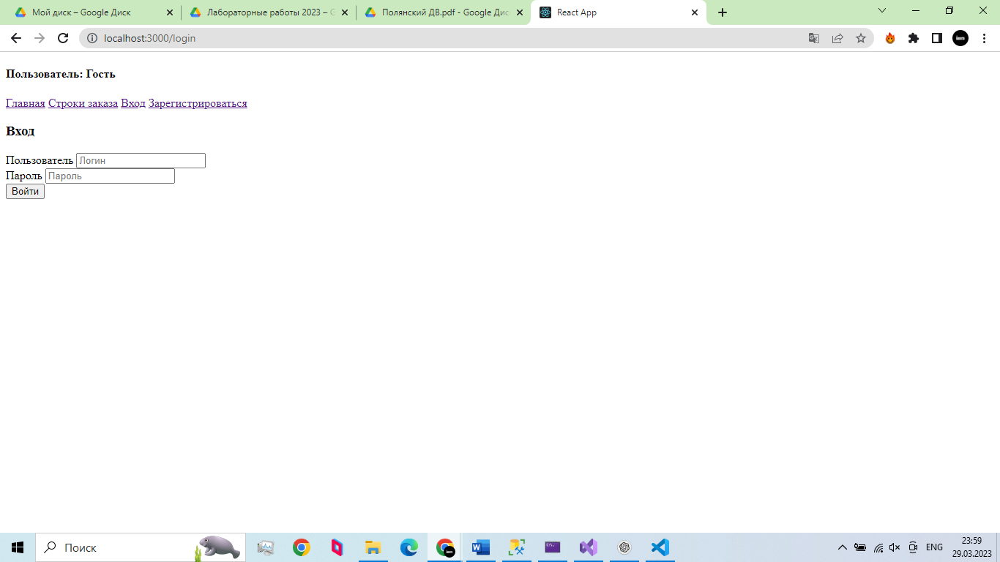 Мой диск – Google Диск
Лабораторные работы 2023 – G
Полянский ДВ.pdf - Google Дис
React App
localhost:3000/login
Пользователь: Гость
Главная Строки заказа Вход Зарегистрироваться
Вход
Пользователь Логин
Пароль Пароль
Войти
Поиск
ENG
23:59
29.03.2023